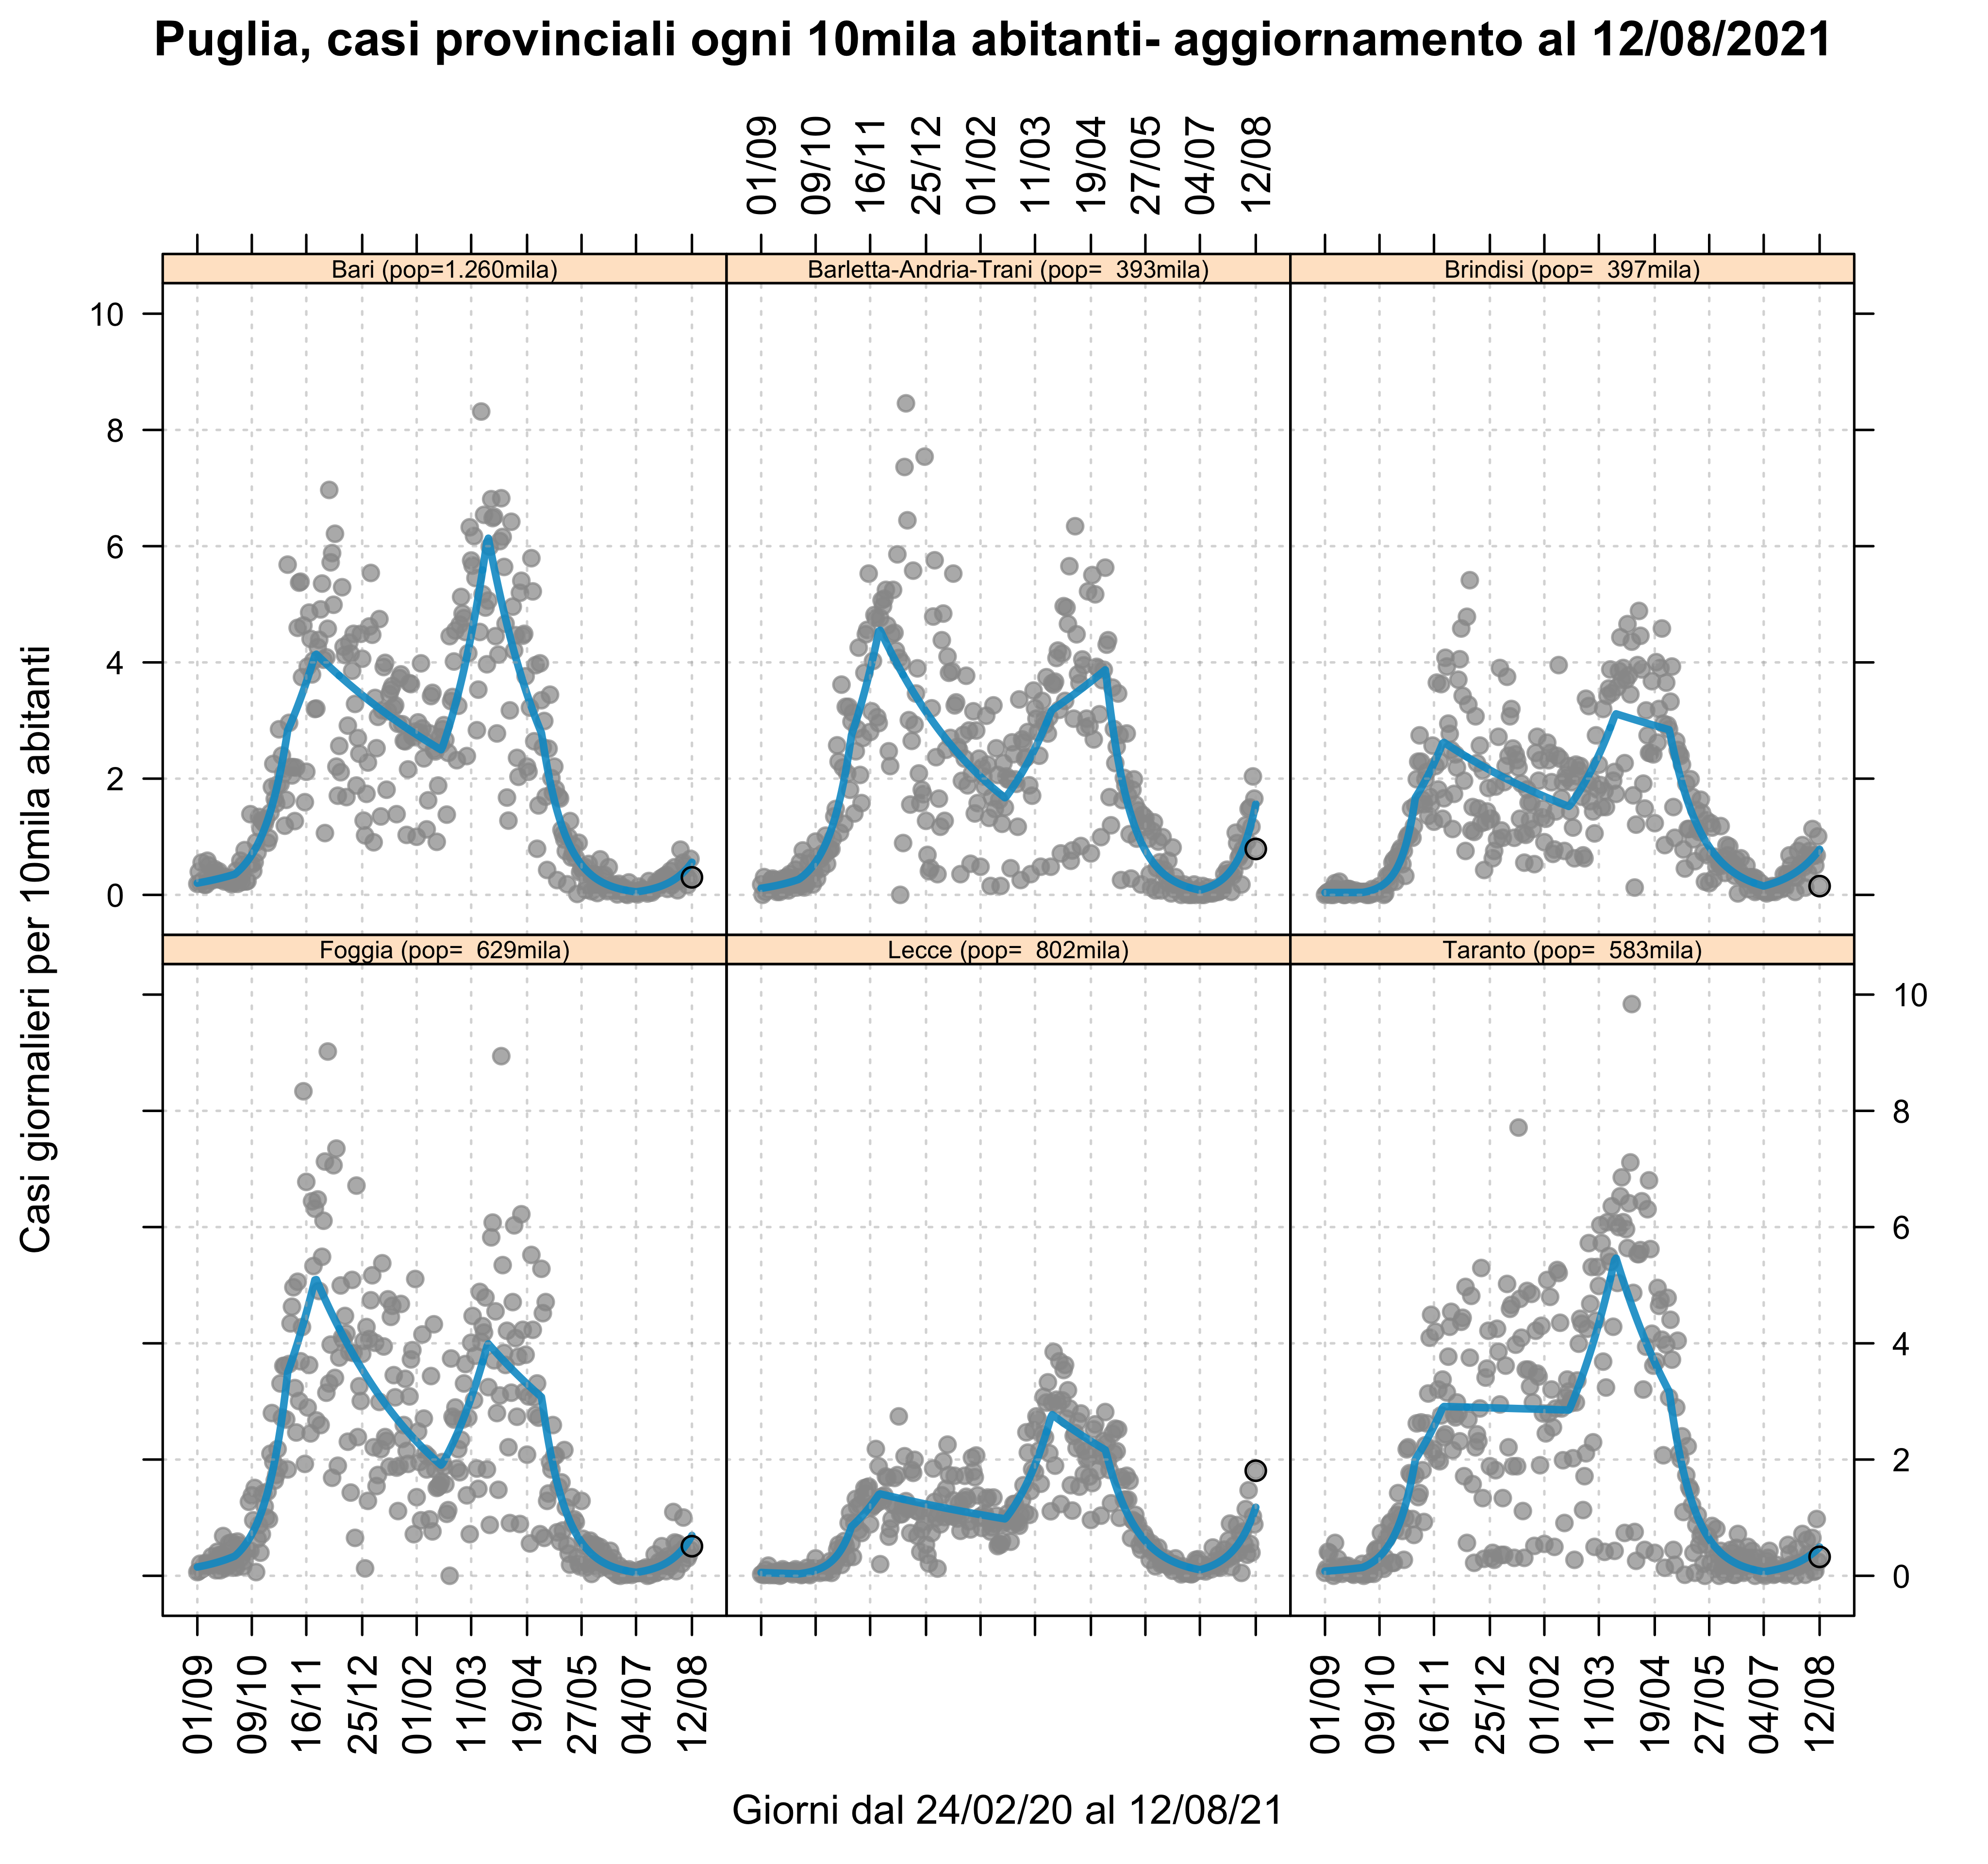 Puglia, casi provinciali ogni 10mila abitanti- aggiornamento al 12/08/2021
01/09 09/10 16/11 25/12 01/02 11/03 19/04 27/05 04/07 12/08
Bari (pop=1.260mila)
Barletta-Andria-Trani (pop= 393mila)
Brindisi (pop= 397mila)
10
8
6
4
2
0
Casi giornalieri per 10mila abitanti
Foggia (pop= 629mila)
Lecce (pop= 802mila)
Taranto (pop= 583mila)
10
8
6
4
2
0
01/09 09/10 16/11 25/12 01/02 11/03 19/04 27/05 04/07 12/08
01/09 09/10 16/11 25/12 01/02 11/03 19/04 27/05 04/07 12/08
Giorni dal 24/02/20 al 12/08/21